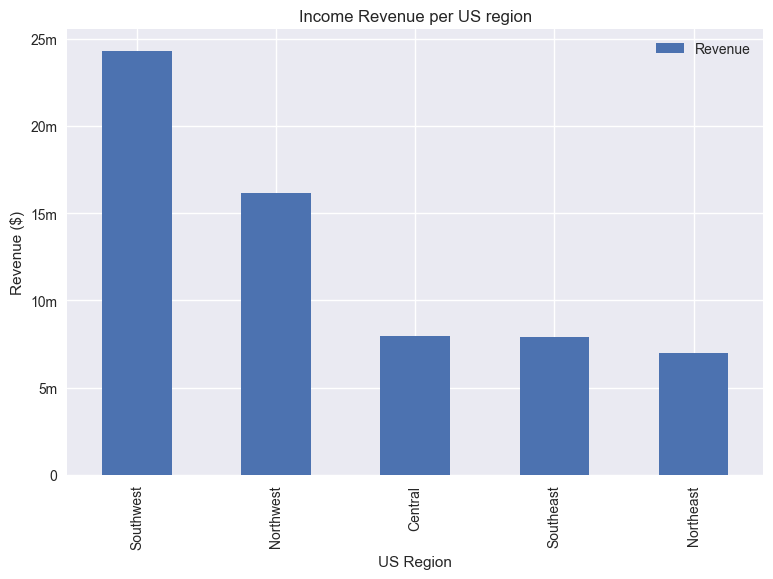 Income Revenue per US region
Revenue
25m
20m
15m
10m
5m
0
Revenue ($)
Southwest
Northwest
Central
Southeast
Northeast
US Region